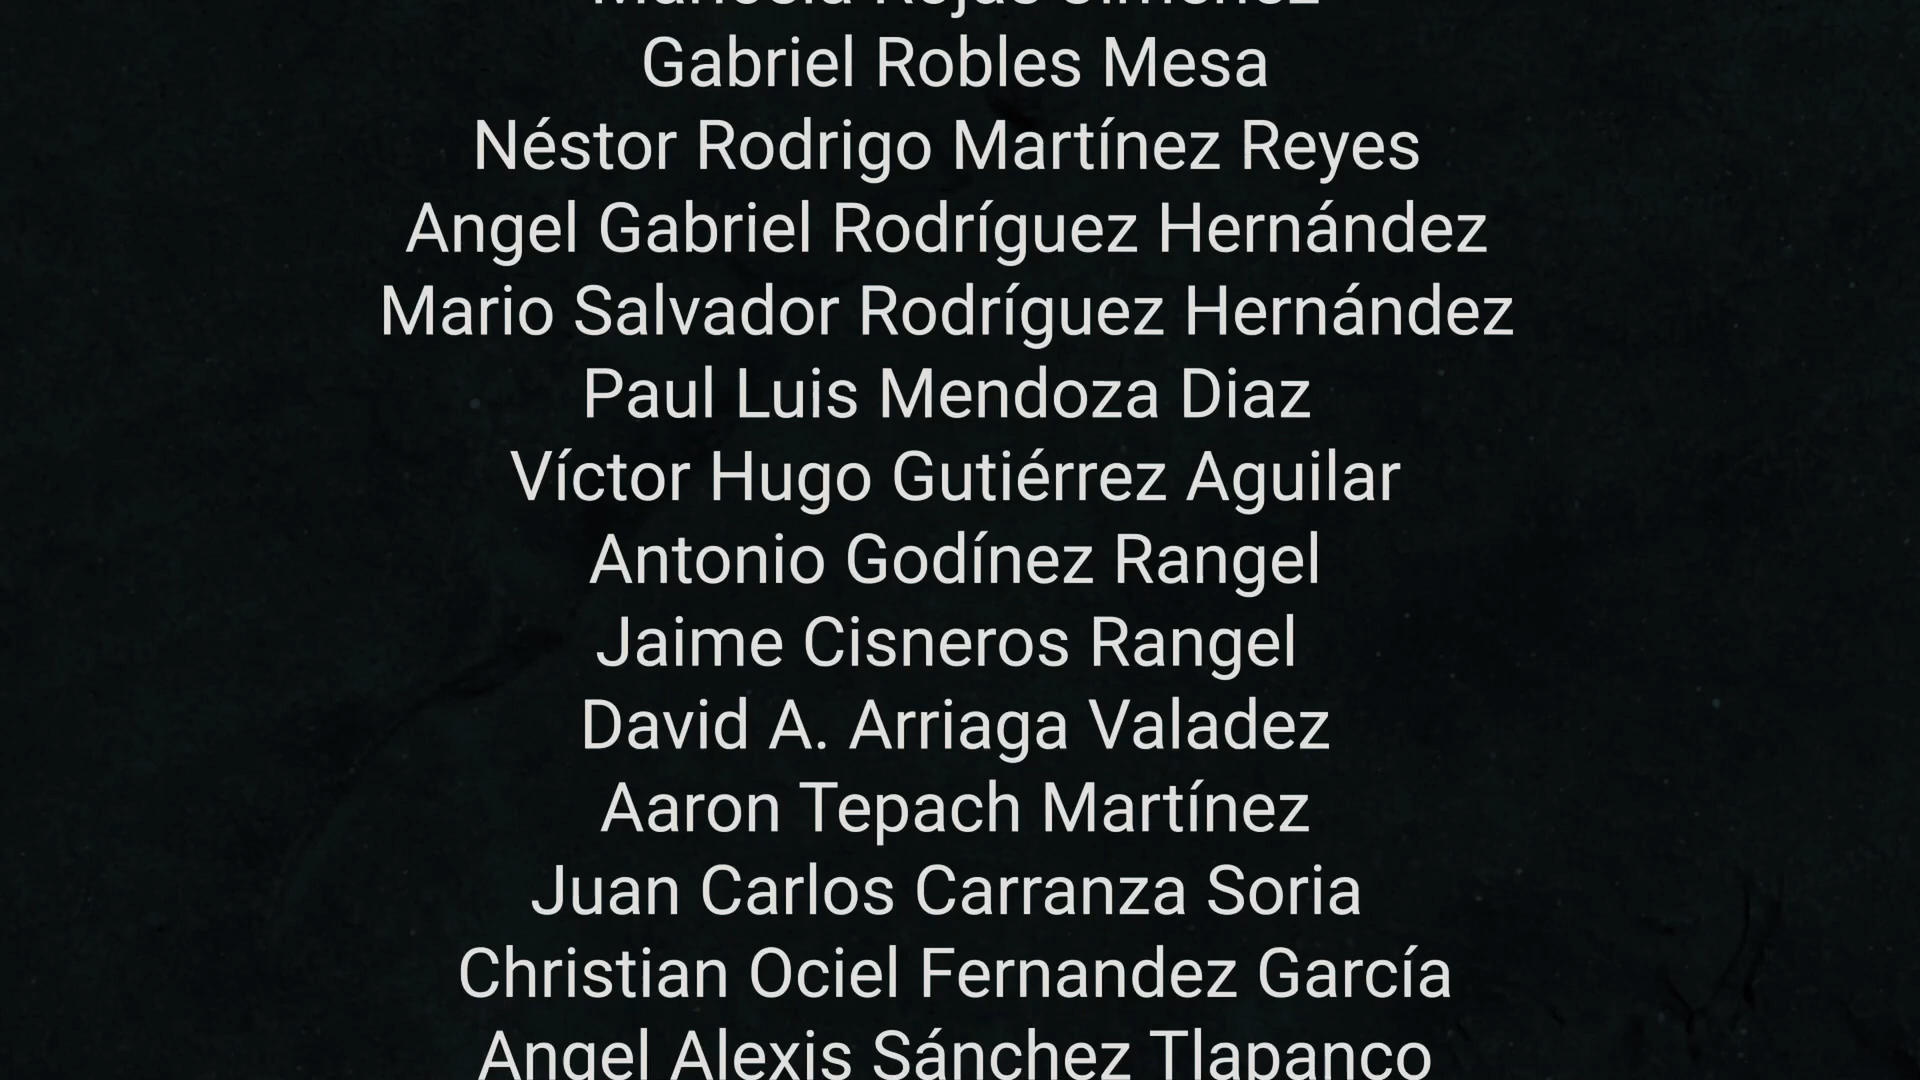 Gabriel Robles Mesa
Néstor Rodrigo Martínez Reyes
Angel Gabriel Rodríguez Hernández
Mario Salvador Rodríguez Hernández
Paul Luis Mendoza Diaz
Víctor Hugo Gutiérrez Aguilar
Antonio Godínez Rangel
Jaime Cisneros Rangel
David A. Arriaga Valadez
Aaron Tepach Martínez
Juan Carlos Carranza Soria
Christian Ociel Fernandez García
Angel Alexis Sánchez Tlapanco